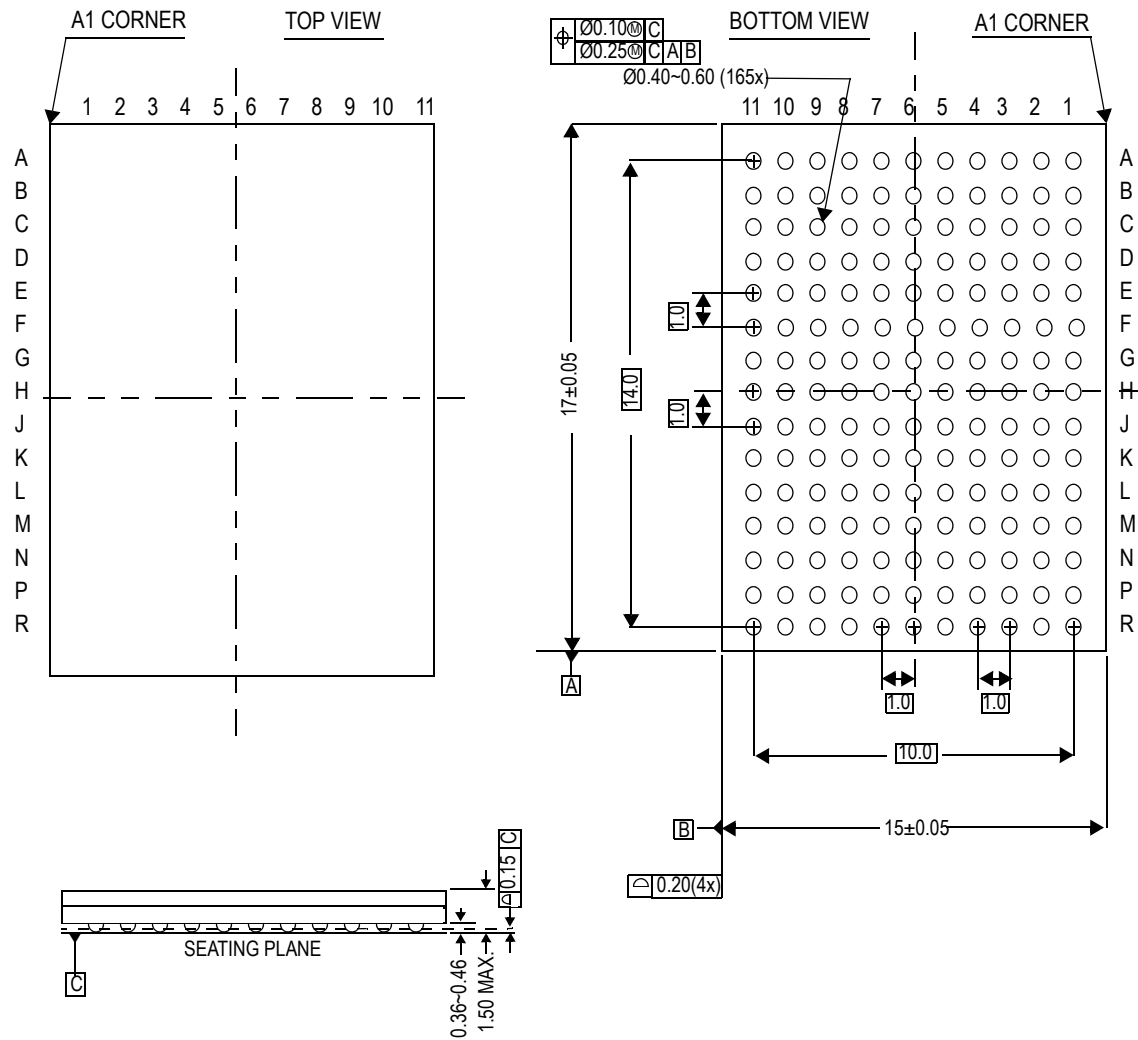 A1 CORNER
TOP VIEW
1 2 3 4 5 6 7 8 9 10 11
A
B
C
D
E
F
G
H
J
K
L
M
N
P
R
Ø0.10Ⓜ C
Ø0.25Ⓜ C A B
Ø0.40~0.60 (165x)
BOTTOM VIEW
A1 CORNER
11 10 9 8 7 6 5 4 3 2 1
A
B
C
D
E
F
G
H
J
K
L
M
N
P
R
1.0
1.0
14.0
17±0.05
A
1.0
1.0
10.0
B
15±0.05
0.20(4x)
0.15 C
SEATING PLANE
C
0.36~0.46
1.50 MAX.